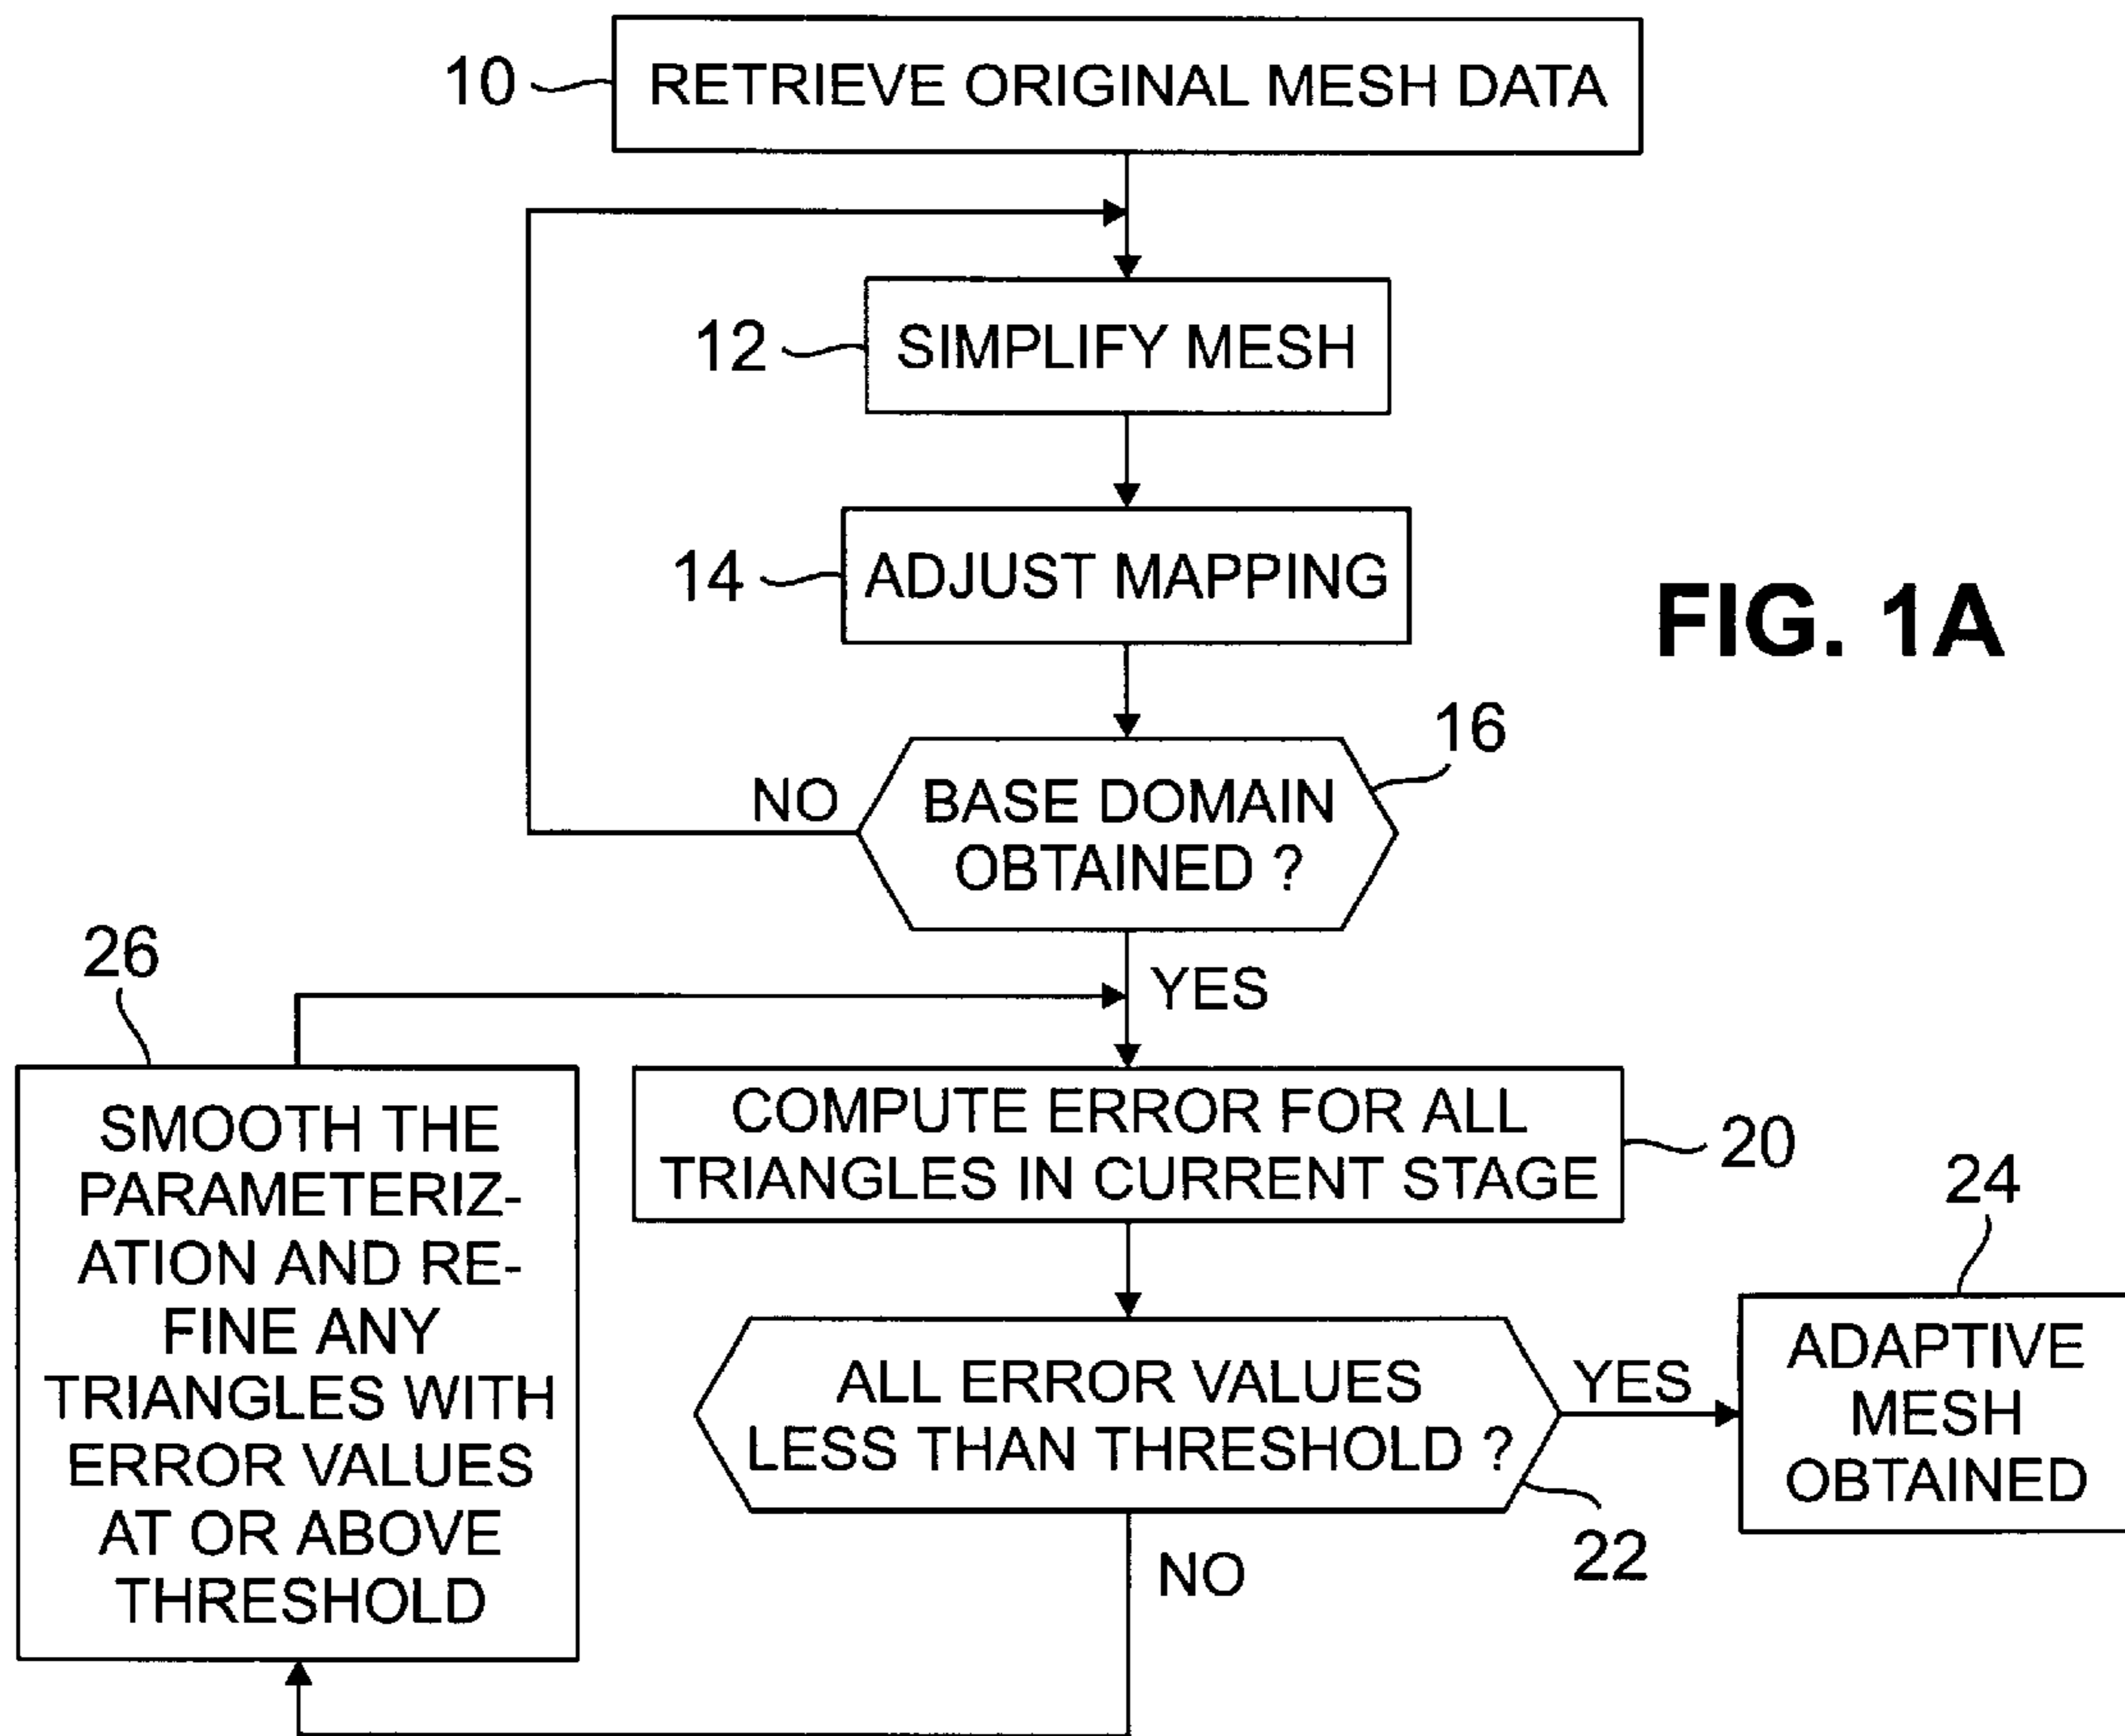 10
RETRIEVE ORIGINAL MESH DATA
12
SIMPLIFY MESH
14
ADJUST MAPPING
FIG. 1A
16
NO
BASE DOMAIN
OBTAINED ?
26
YES
SMOOTH THE
PARAMETERIZ-
ATION AND RE-
FINE ANY
TRIANGLES WITH
ERROR VALUES
AT OR ABOVE
THRESHOLD
COMPUTE ERROR FOR ALL
TRIANGLES IN CURRENT STAGE
20
24
ALL ERROR VALUES
LESS THAN THRESHOLD ?
YES
ADAPTIVE
MESH
OBTAINED
22
NO